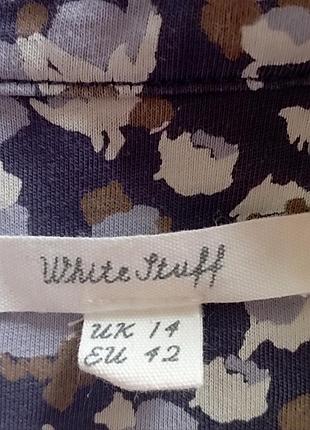 White Stuff
UK 14
EU 42